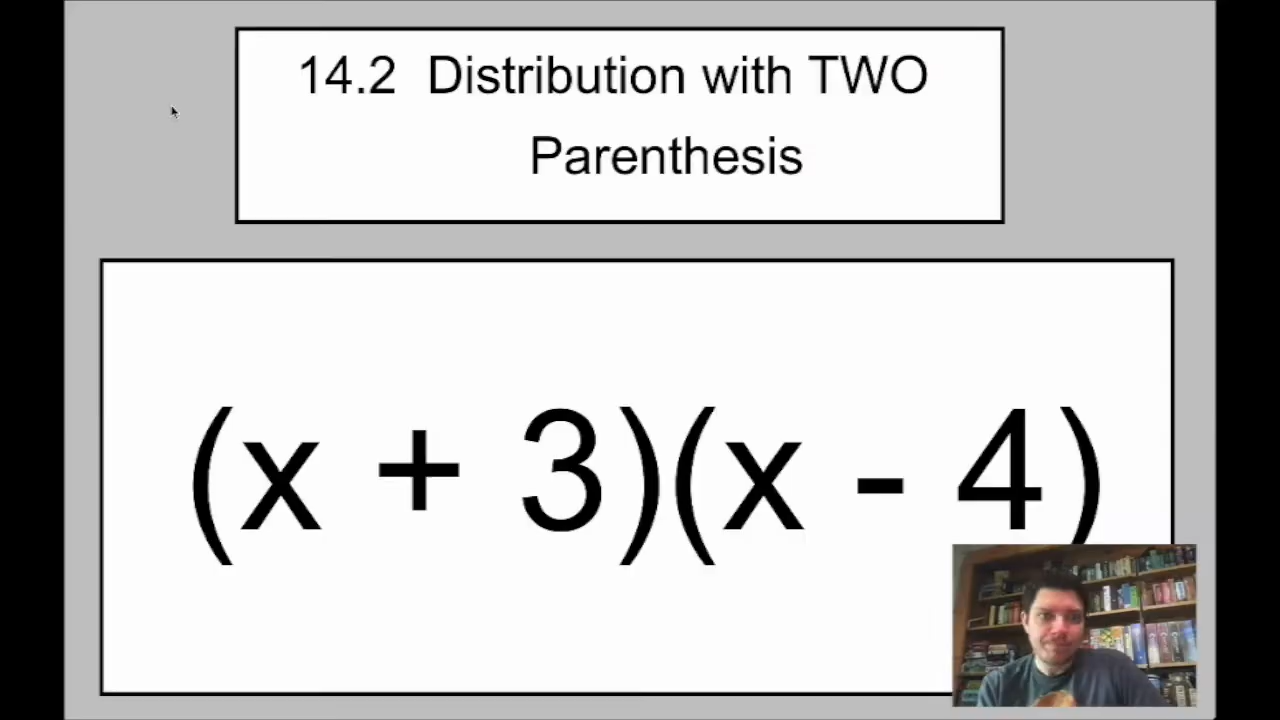 14.2 Distribution with TWO
Parenthesis
(x + 3)(x - 4)